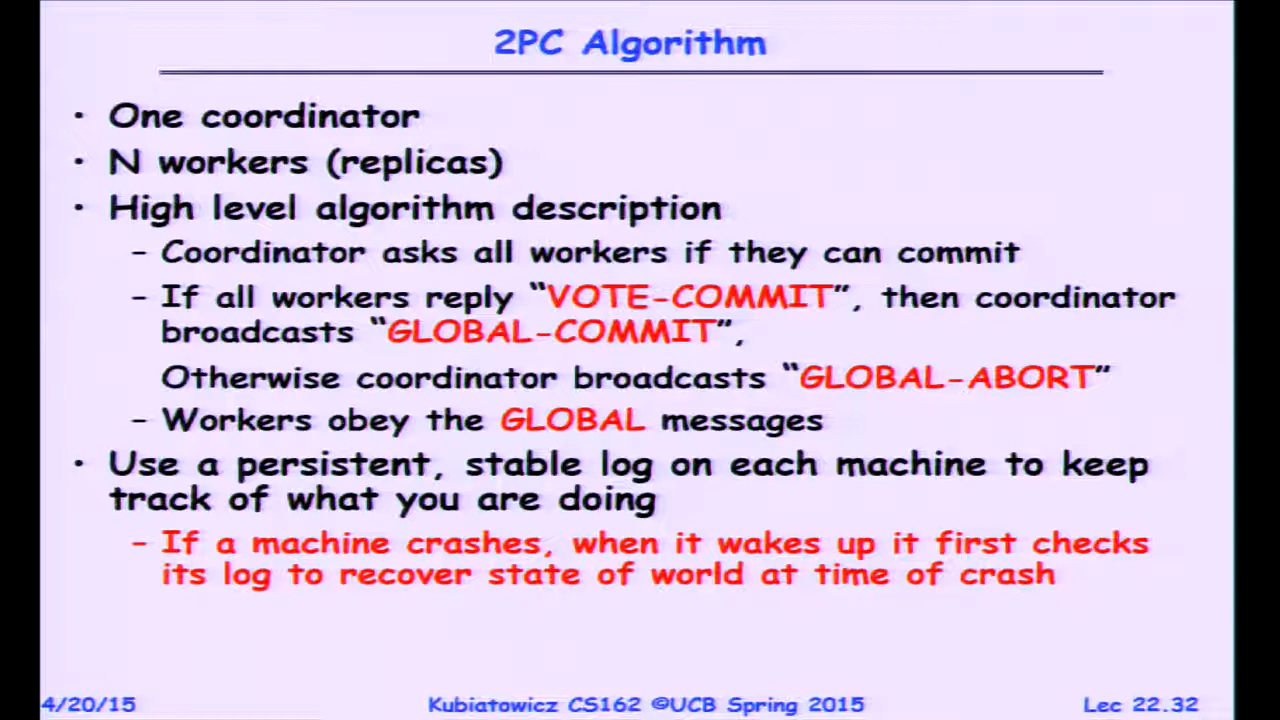 2PC Algorithm
• One coordinator
• N workers (replicas)
• High level algorithm description
– Coordinator asks all workers if they can commit
– If all workers reply “VOTE-COMMIT”, then coordinator
broadcasts “GLOBAL-COMMIT”,
Otherwise coordinator broadcasts “GLOBAL-ABORT”
– Workers obey the GLOBAL messages
• Use a persistent, stable log on each machine to keep
track of what you are doing
– If a machine crashes, when it wakes up it first checks
its log to recover state of world at time of crash
4/20/15 Kubiatowicz CS162 ©UCB Spring 2015 Lec 22.32